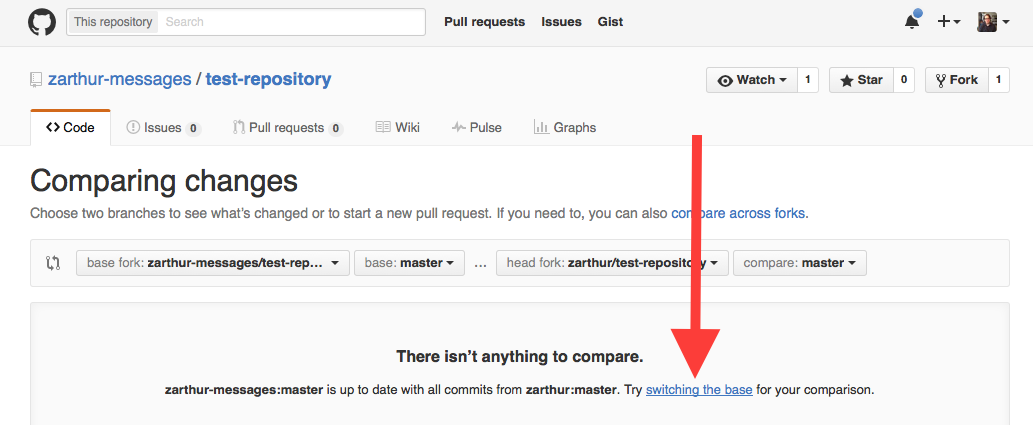 This repository Search Pull requests Issues Gist
zarthur-messages / test-repository Watch 1 Star 0 Fork 1
Code Issues 0 Pull requests 0 Wiki Pulse Graphs
Comparing changes
Choose two branches to see what's changed or to start a new pull request. If you need to, you can also compare across forks.
base fork: zarthur-messages/test-rep... base: master ... head fork: zarthur/test-repository compare: master
There isn't anything to compare.
zarthur-messages:master is up to date with all commits from zarthur:master. Try switching the base for your comparison.